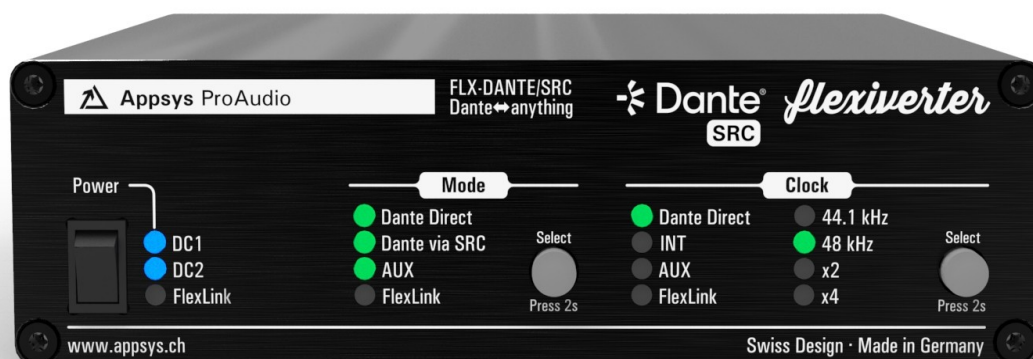 Appsys ProAudio
FLX-DANTE/SRC
Dante⬌anything
Dante®
SRC
flexiverter
Power
DC1
DC2
FlexLink
Mode
Dante Direct
Dante via SRC
AUX
FlexLink
Select
Press 2s
Clock
Dante Direct
INT
AUX
FlexLink
44.1 kHz
48 kHz
x2
x4
Select
Press 2s
www.appsys.ch
Swiss Design · Made in Germany